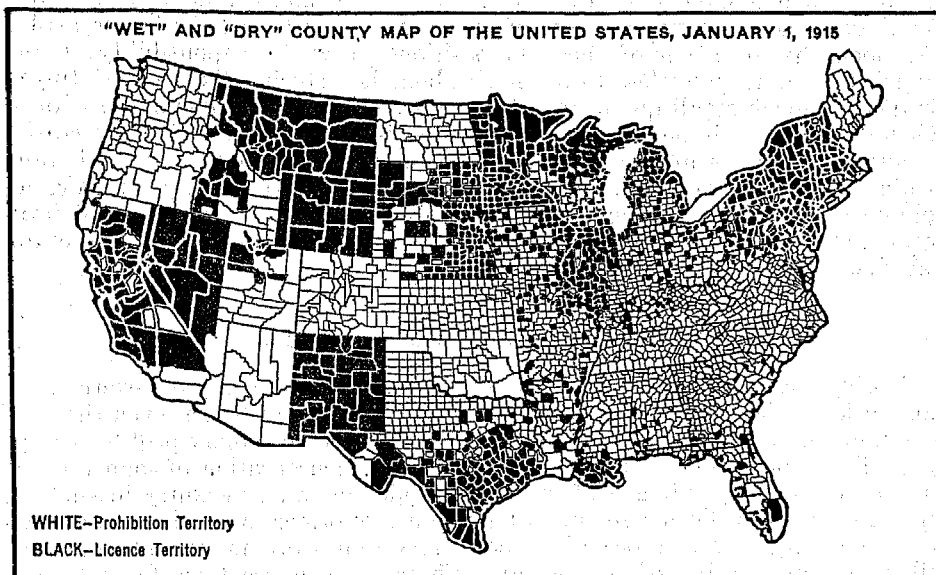 "WET" AND "DRY" COUNTY MAP OF THE UNITED STATES, JANUARY 1, 1915
WHITE–Prohibition Territory
BLACK–Licence Territory